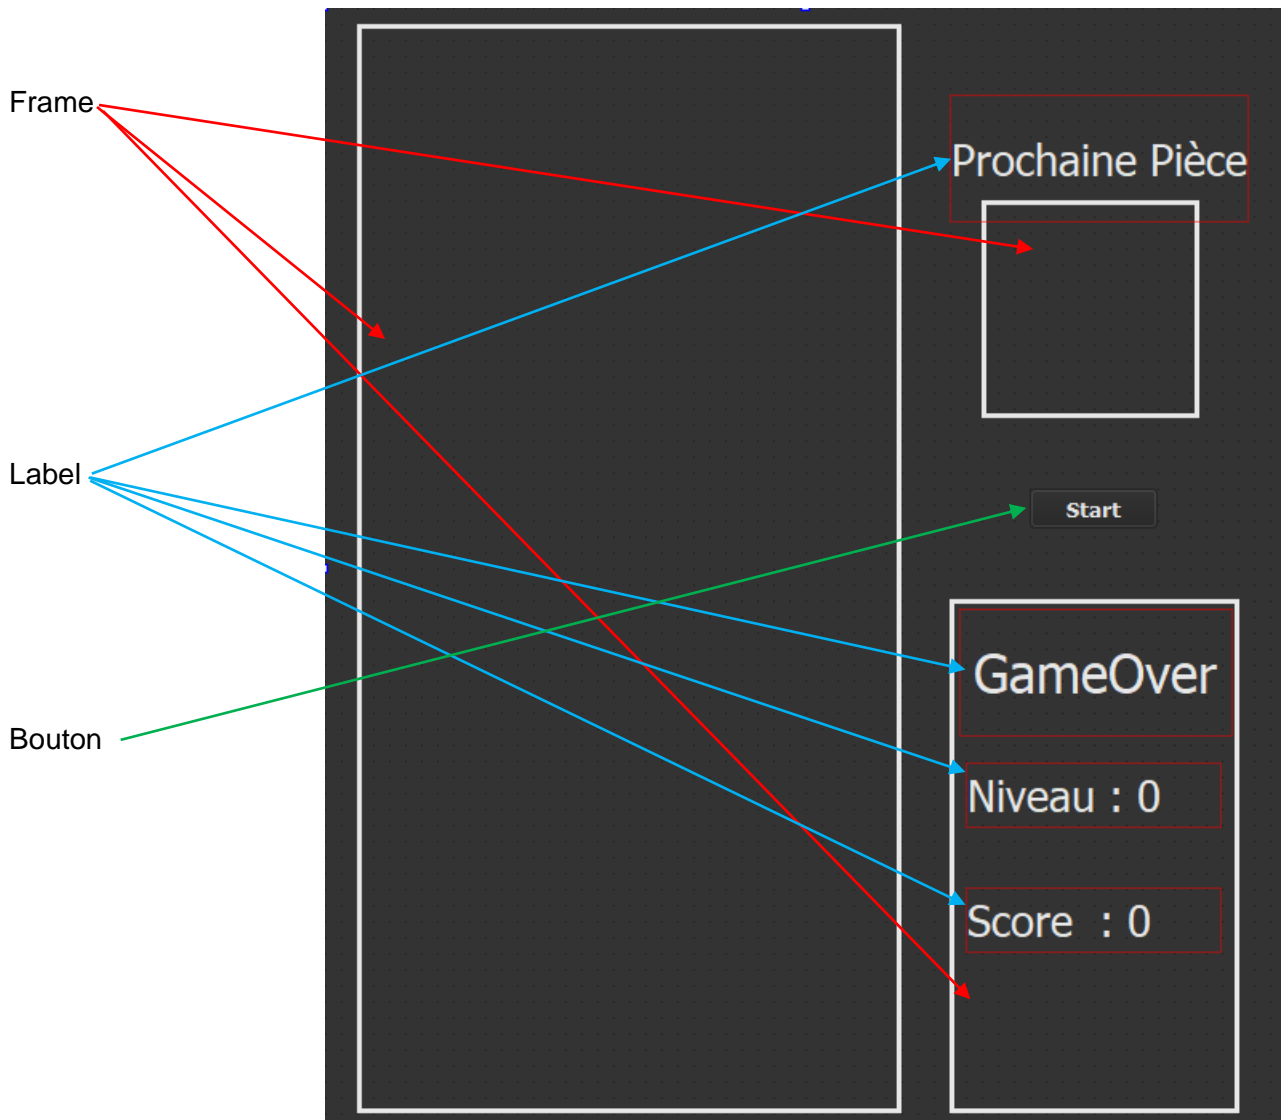 Frame
Prochaine Pièce
Label
Start
GameOver
Bouton
Niveau : 0
Score : 0